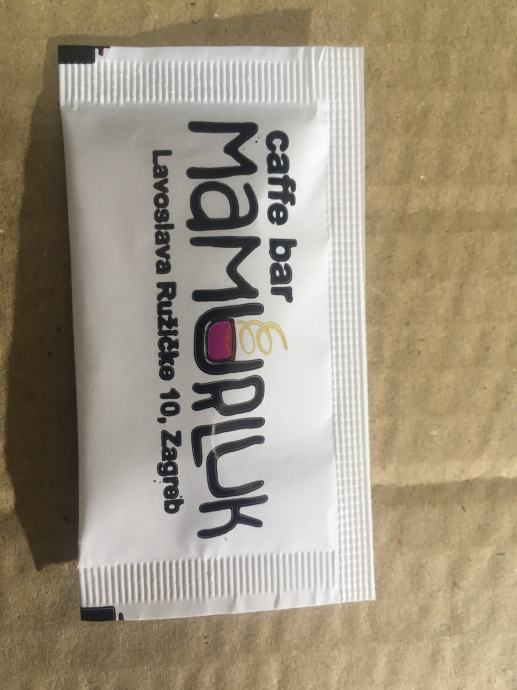 caffe bar
MaMURLUK
Lavoslava Ružičke 10, Zagreb